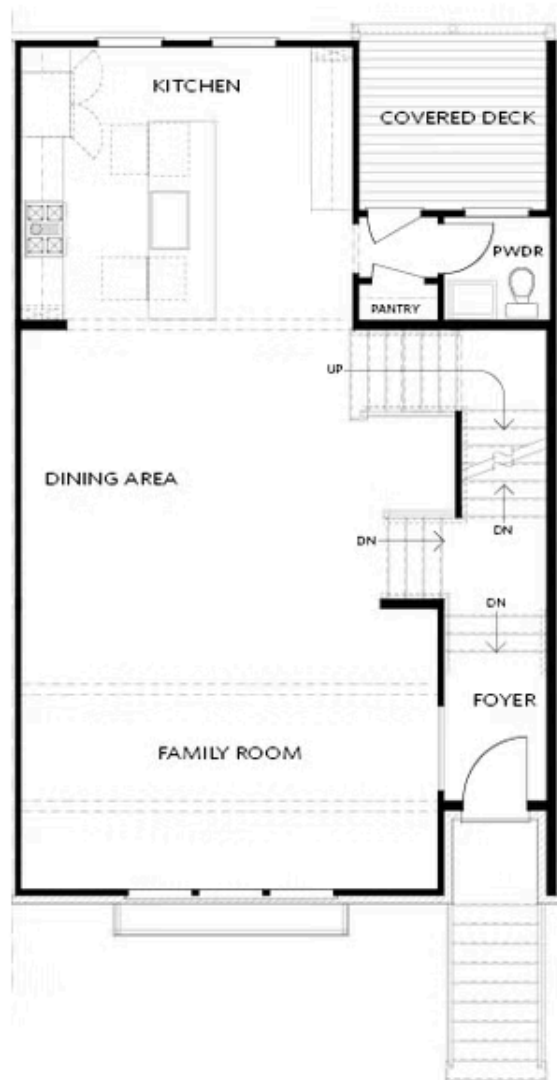 KITCHEN
COVERED DECK
PWDR
PANTRY
UP
DINING AREA
DN
DN
DN
FOYER
FAMILY ROOM